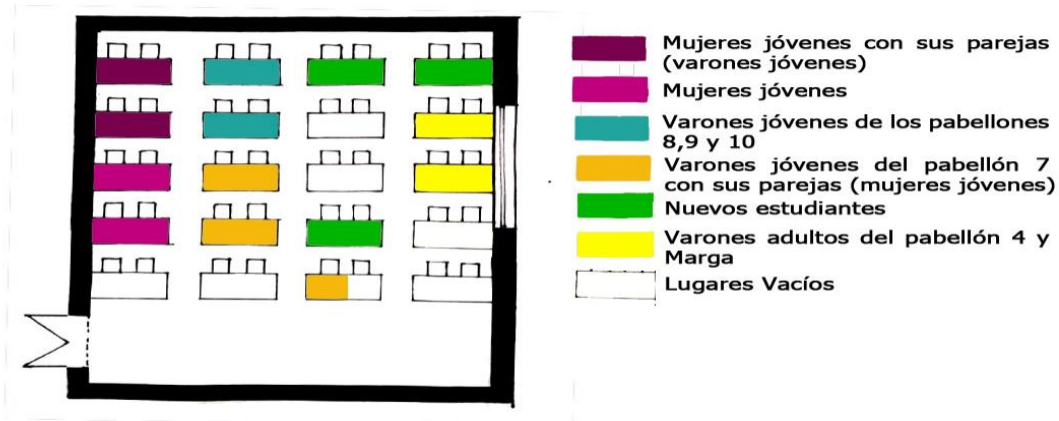 Mujeres jóvenes con sus parejas
(varones jóvenes)
Mujeres jóvenes
Varones jóvenes de los pabellones
8,9 y 10
Varones jóvenes del pabellón 7
con sus parejas (mujeres jóvenes)
Nuevos estudiantes
Varones adultos del pabellón 4 y
Marga
Lugares Vacíos